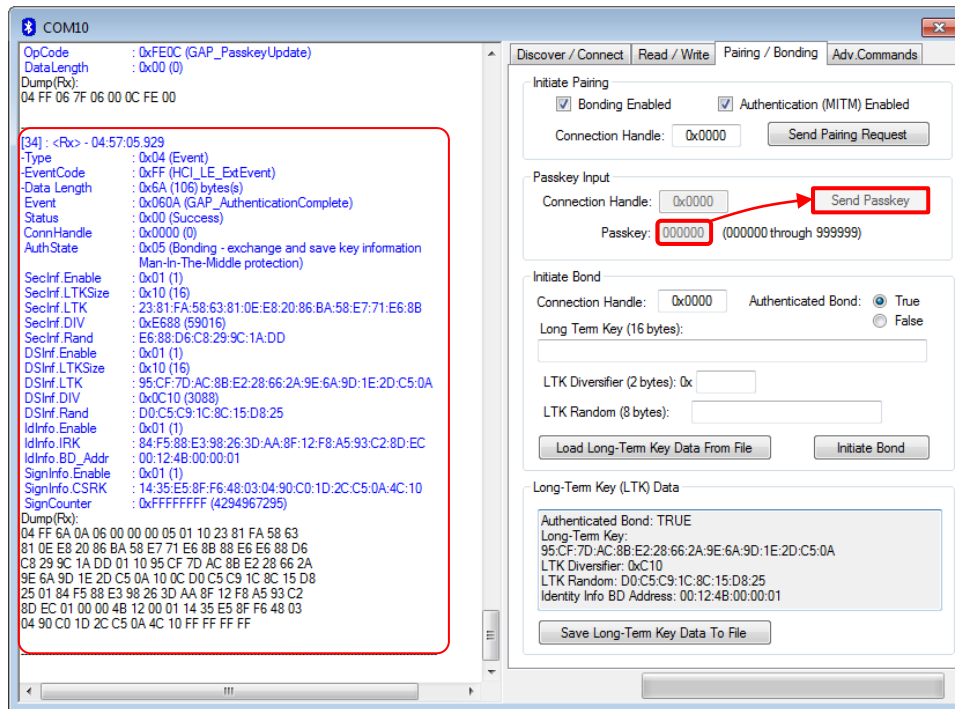 COM10
OpCode : 0xFE0C (GAP_PasskeyUpdate)
DataLength : 0x00 (0)
Dump(Rx):
04 FF 06 7F 06 00 0C FE 00
[34] : <Rx> - 04:57:05.929
-Type : 0x04 (Event)
-EventCode : 0xFF (HCI_LE_ExtEvent)
-Data Length : 0x6A (106) bytes(s)
Event : 0x060A (GAP_AuthenticationComplete)
Status : 0x00 (Success)
ConnHandle : 0x0000 (0)
AuthState : 0x05 (Bonding - exchange and save key information
Man-In-The-Middle protection)
SecInf.Enable : 0x01 (1)
SecInf.LTKSize : 0x10 (16)
SecInf.LTK : 23:81:FA:58:63:81:0E:E8:20:86:BA:58:E7:71:E6:8B
SecInf.DIV : 0xE688 (59016)
SecInf.Rand : E6:88:D6:C8:29:9C:1A:DD
DSInf.Enable : 0x01 (1)
DSInf.LTKSize : 0x10 (16)
DSInf.LTK : 95:CF:7D:AC:8B:E2:28:66:2A:9E:6A:9D:1E:2D:C5:0A
DSInf.DIV : 0x0C10 (3088)
DSInf.Rand : D0:C5:C9:1C:8C:15:D8:25
IdInfo.Enable : 0x01 (1)
IdInfo.IRK : 84:F5:88:E3:98:26:3D:AA:8F:12:F8:A5:93:C2:8D:EC
IdInfo.BD_Addr : 00:12:4B:00:00:01
SignInfo.Enable : 0x01 (1)
SignInfo.CSRK : 14:35:E5:8F:F6:48:03:04:90:C0:1D:2C:C5:0A:4C:10
SignCounter : 0xFFFFFFFF (4294967295)
Dump(Rx):
04 FF 6A 0A 06 00 00 00 05 01 10 23 81 FA 58 63
81 0E E8 20 86 BA 58 E7 71 E6 8B 88 E6 E6 88 D6
C8 29 9C 1A DD 01 10 95 CF 7D AC 8B E2 28 66 2A
9E 6A 9D 1E 2D C5 0A 10 0C D0 C5 C9 1C 8C 15 D8
25 01 84 F5 88 E3 98 26 3D AA 8F 12 F8 A5 93 C2
8D EC 01 00 00 4B 12 00 01 14 35 E5 8F F6 48 03
04 90 C0 1D 2C C5 0A 4C 10 FF FF FF FF
Discover / Connect Read / Write Pairing / Bonding Adv.Commands
Initiate Pairing
Bonding Enabled Authentication (MITM) Enabled
Connection Handle: 0x0000 Send Pairing Request
Passkey Input
Connection Handle: 0x0000 Send Passkey
Passkey: 000000 (000000 through 999999)
Initiate Bond
Connection Handle: 0x0000 Authenticated Bond: True
False
Long Term Key (16 bytes):
LTK Diversifier (2 bytes): 0x
LTK Random (8 bytes):
Load Long-Term Key Data From File Initiate Bond
Long-Term Key (LTK) Data
Authenticated Bond: TRUE
Long-Term Key:
95:CF:7D:AC:8B:E2:28:66:2A:9E:6A:9D:1E:2D:C5:0A
LTK Diversifier: 0xC10
LTK Random: D0:C5:C9:1C:8C:15:D8:25
Identity Info BD Address: 00:12:4B:00:00:01
Save Long-Term Key Data To File